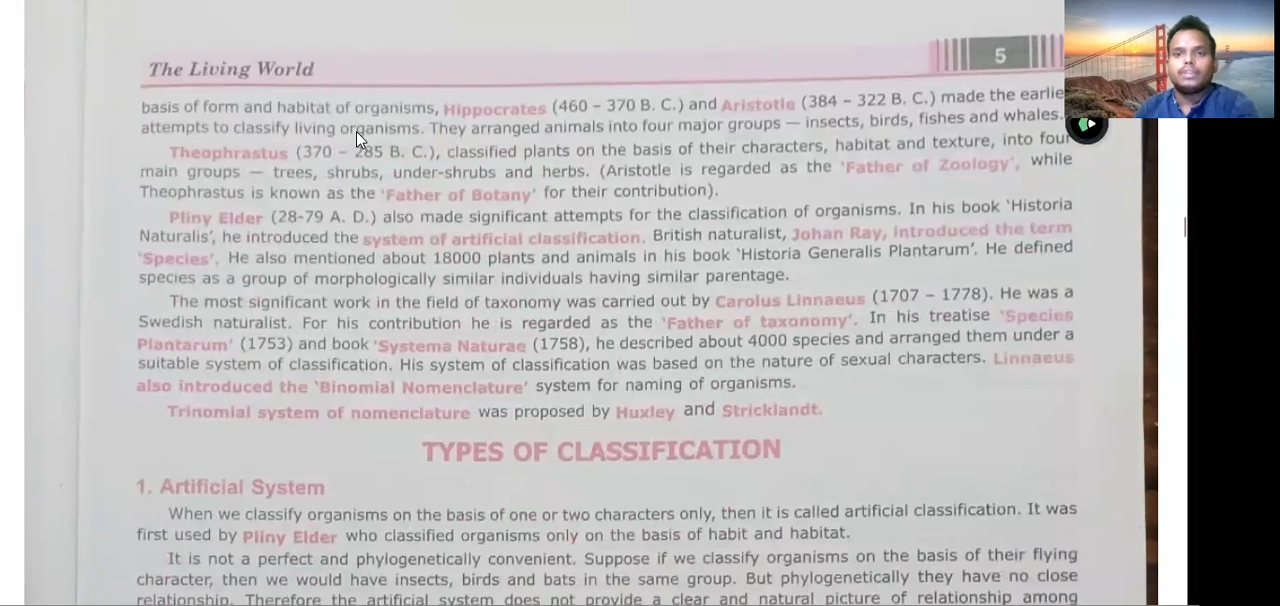 The Living World
5
basis of form and habitat of organisms, Hippocrates (460 – 370 B. C.) and Aristotle (384 – 322 B. C.) made the
attempts to classify living organisms. They arranged animals into four major groups — insects, birds, fishes and whales.
Theophrastus (370 – 285 B. C.), classified plants on the basis of their characters, habitat and texture, into four
main groups — trees, shrubs, under-shrubs and herbs. (Aristotle is regarded as the 'Father of Zoology', while
Theophrastus is known as the 'Father of Botany' for their contribution).
Pliny Elder (28-79 A. D.) also made significant attempts for the classification of organisms. In his book 'Historia
Naturalis', he introduced the system of artificial classification. British naturalist, Johan Ray, introduced the term
'Species'. He also mentioned about 18000 plants and animals in his book 'Historia Generalis Plantarum'. He defined
species as a group of morphologically similar individuals having similar parentage.
The most significant work in the field of taxonomy was carried out by Carolus Linnaeus (1707 – 1778). He was a
Swedish naturalist. For his contribution he is regarded as the 'Father of taxonomy'. In his treatise 'Species
Plantarum' (1753) and book 'Systema Naturae (1758), he described about 4000 species and arranged them under a
suitable system of classification. His system of classification was based on the nature of sexual characters. Linnaeus
also introduced the 'Binomial Nomenclature' system for naming of organisms.
Trinomial system of nomenclature was proposed by Huxley and Stricklandt.
TYPES OF CLASSIFICATION
1. Artificial System
When we classify organisms on the basis of one or two characters only, then it is called artificial classification. It was
first used by Pliny Elder who classified organisms only on the basis of habit and habitat.
It is not a perfect and phylogenetically convenient. Suppose if we classify organisms on the basis of their flying
character, then we would have insects, birds and bats in the same group. But phylogenetically they have no close
relationship. Therefore the artificial system does not provide a clear and natural picture of relationship among